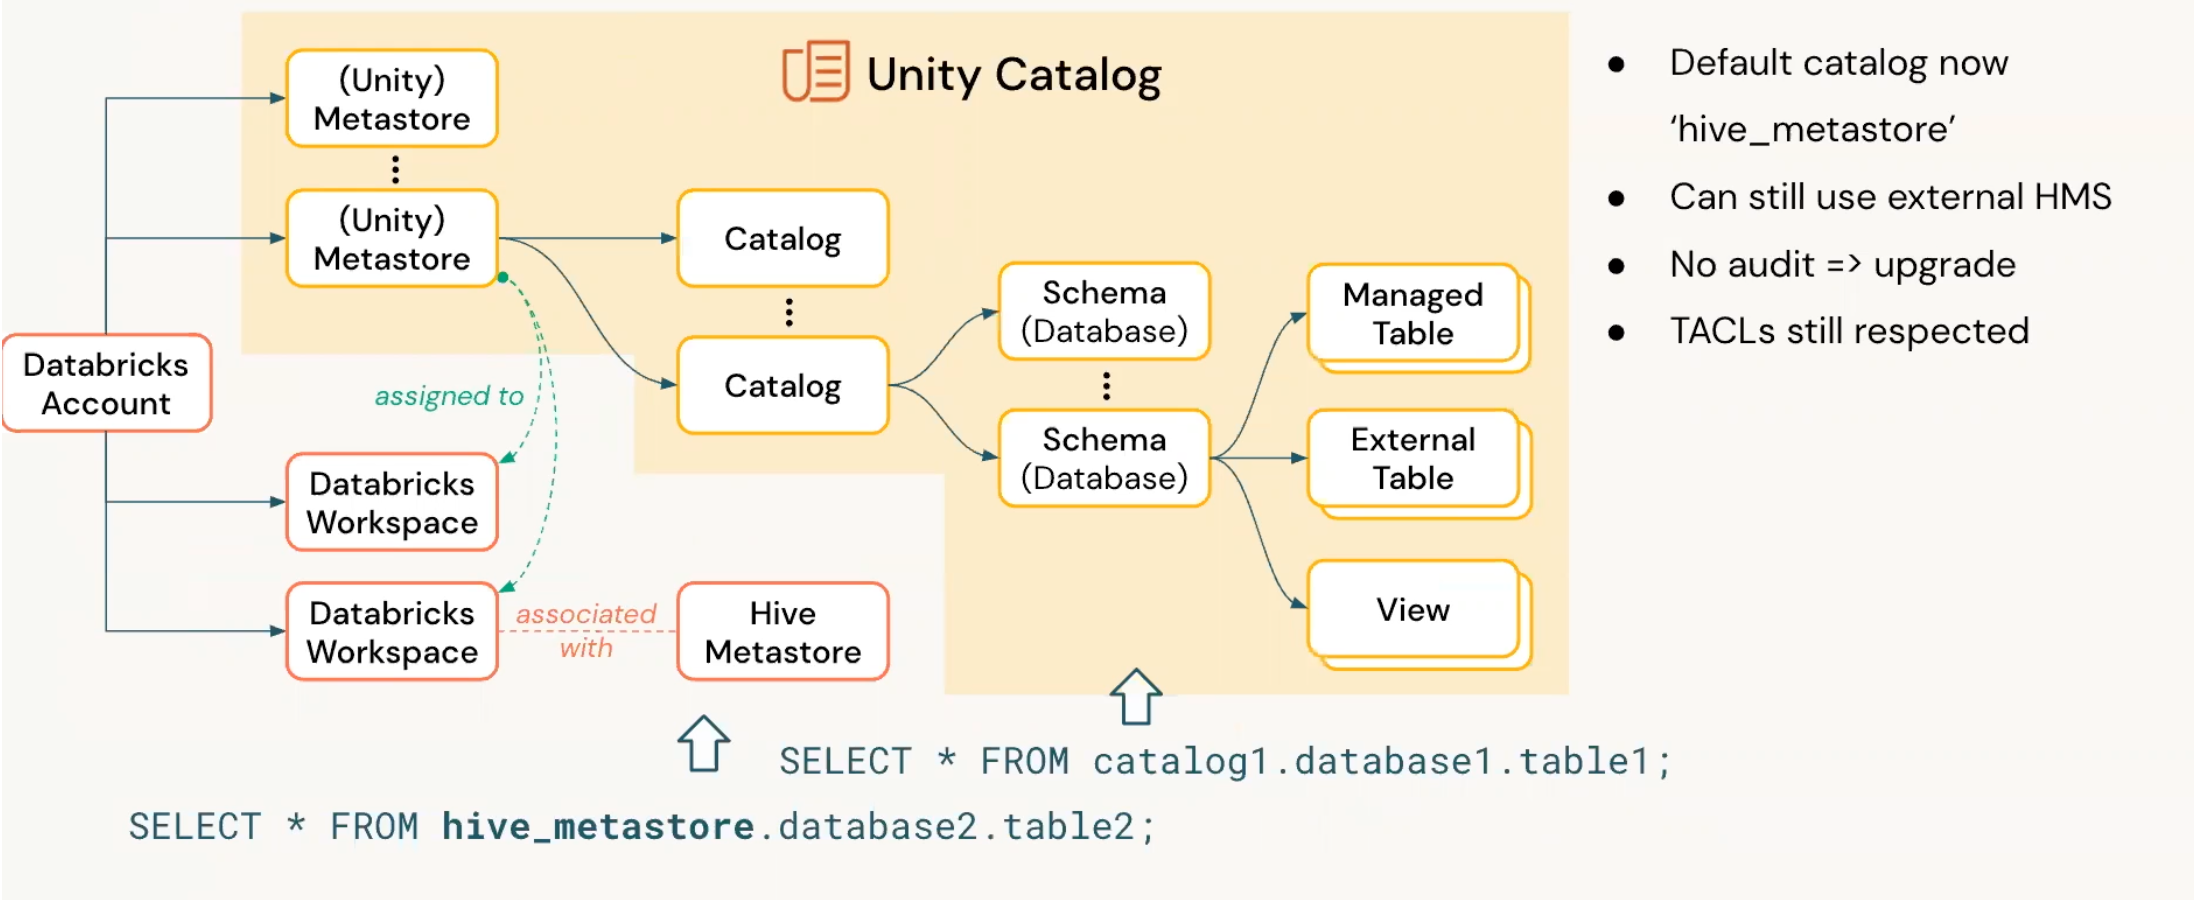 Unity Catalog
(Unity)
Metastore
(Unity)
Metastore
Catalog
Catalog
Schema
(Database)
Schema
(Database)
Managed
Table
External
Table
View
Databricks
Account
assigned to
Databricks
Workspace
Databricks
Workspace
associated
with
Hive
Metastore
SELECT * FROM catalog1.database1.table1;
SELECT * FROM hive_metastore.database2.table2;
● Default catalog now
‘hive_metastore’
● Can still use external HMS
● No audit => upgrade
● TACLs still respected